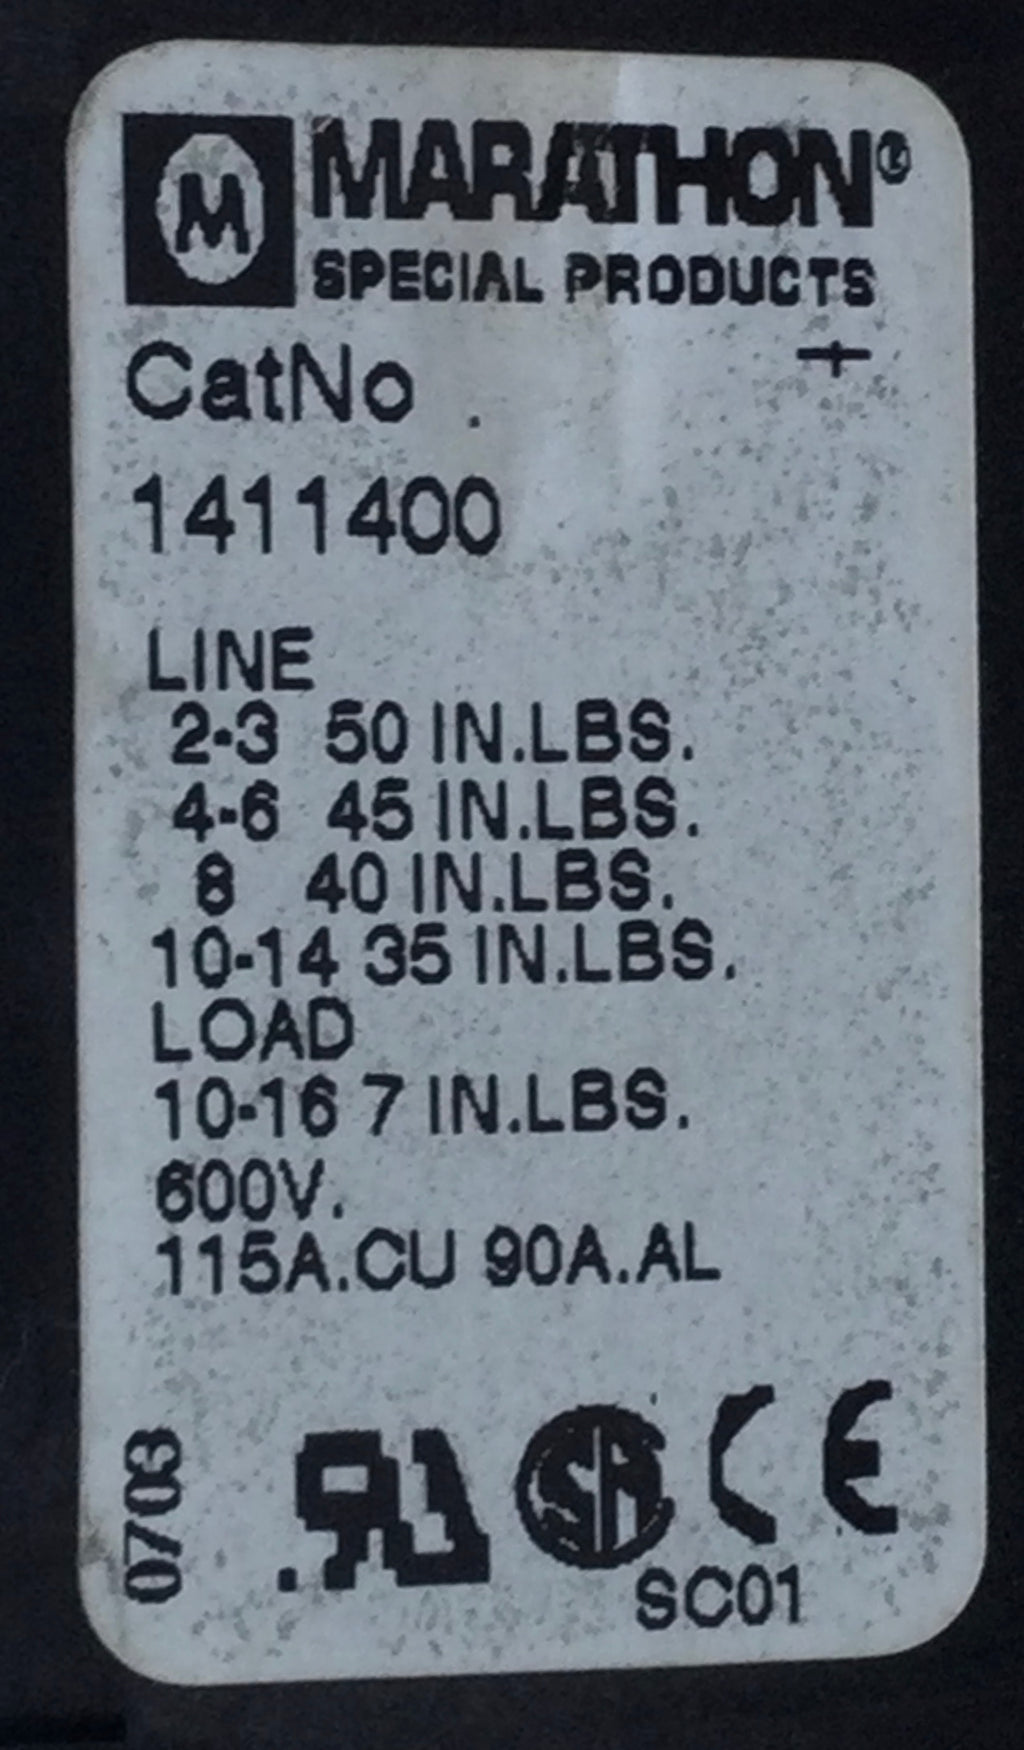 M MARATHON®
SPECIAL PRODUCTS
CatNo.
1411400
LINE
2-3 50 IN.LBS.
4-6 45 IN.LBS.
8 40 IN.LBS.
10-14 35 IN.LBS.
LOAD
10-16 7 IN.LBS.
600V.
115A.CU 90A.AL
0703
SA CE
SC01